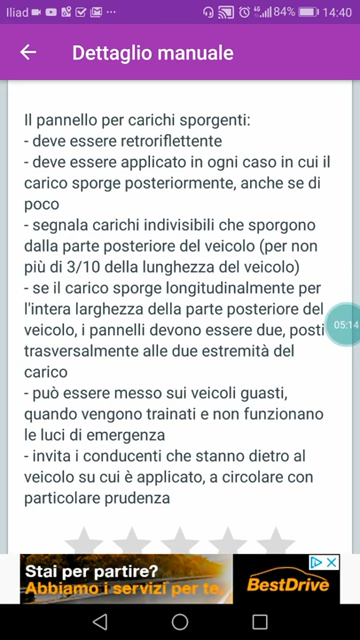 Iliad
84%
14:40
Dettaglio manuale
Il pannello per carichi sporgenti:
- deve essere retroriflettente
- deve essere applicato in ogni caso in cui il
carico sporge posteriormente, anche se di
poco
- segnala carichi indivisibili che sporgono
dalla parte posteriore del veicolo (per non
più di 3/10 della lunghezza del veicolo)
- se il carico sporge longitudinalmente per
l'intera larghezza della parte posteriore del
veicolo, i pannelli devono essere due, posti
trasversalmente alle due estremità del
carico
05:14
- può essere messo sui veicoli guasti,
quando vengono trainati e non funzionano
le luci di emergenza
- invita i conducenti che stanno dietro al
veicolo su cui è applicato, a circolare con
particolare prudenza
Stai per partire?
Abbiamo i servizi per te.
BestDrive